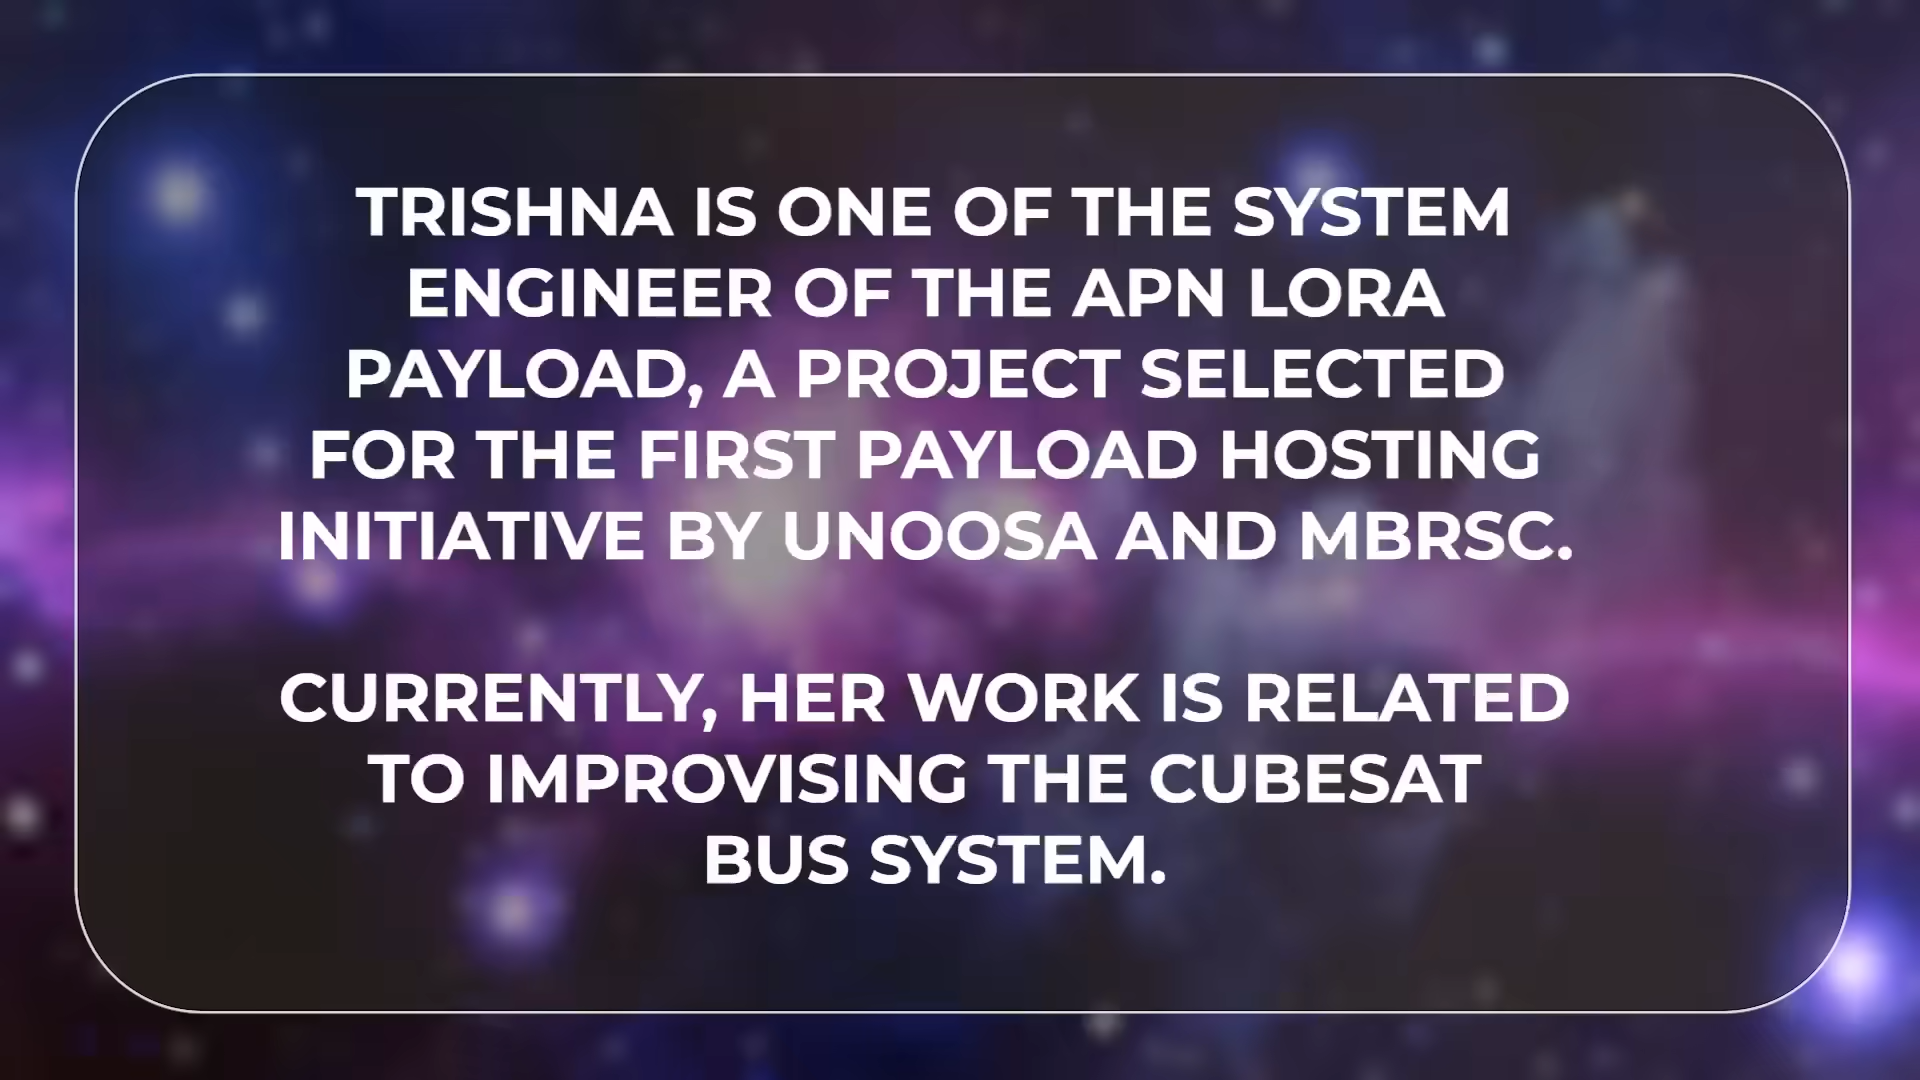 TRISHNA IS ONE OF THE SYSTEM
ENGINEER OF THE APN LORA
PAYLOAD, A PROJECT SELECTED
FOR THE FIRST PAYLOAD HOSTING
INITIATIVE BY UNOOSA AND MBRSC.
CURRENTLY, HER WORK IS RELATED
TO IMPROVISING THE CUBESAT
BUS SYSTEM.